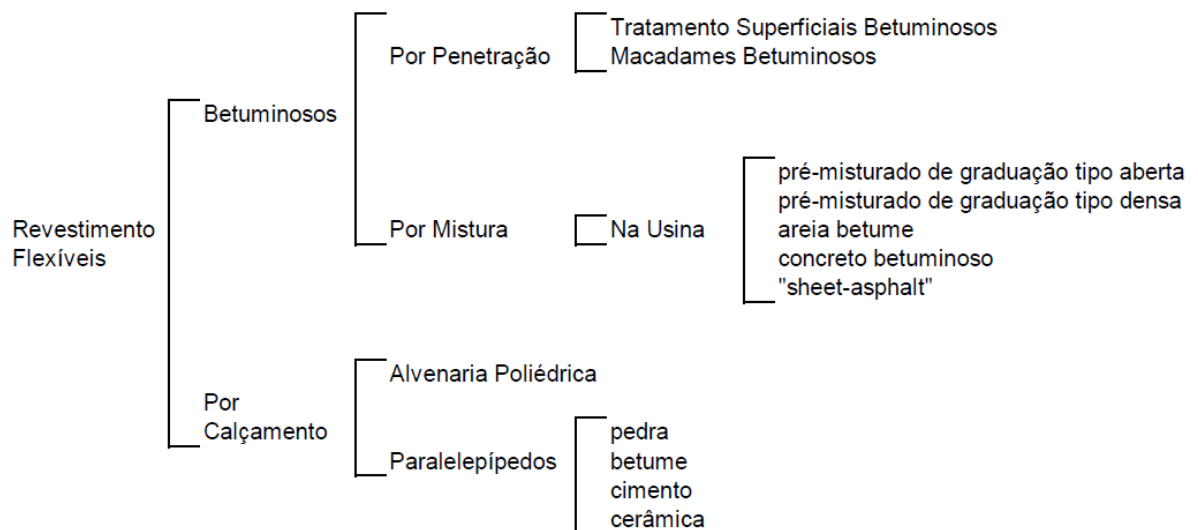 Revestimento
Flexíveis
Betuminosos
Por Penetração
Tratamento Superficiais Betuminosos
Macadames Betuminosos
Por Mistura
Na Usina
pré-misturado de graduação tipo aberta
pré-misturado de graduação tipo densa
areia betume
concreto betuminoso
"sheet-asphalt"
Por
Calçamento
Alvenaria Poliédrica
Paralelepípedos
pedra
betume
cimento
cerâmica